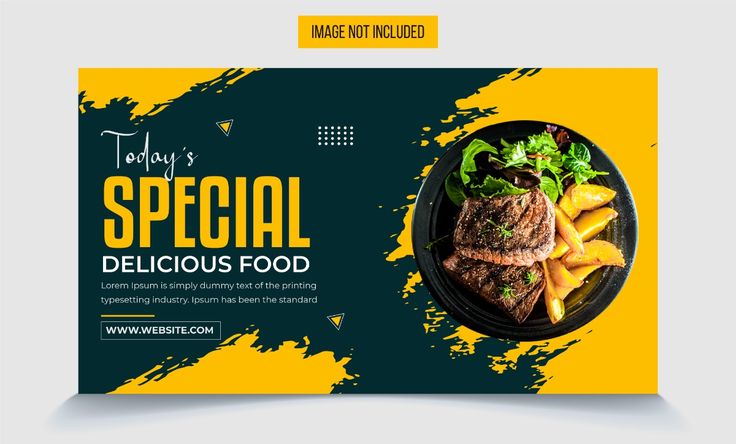 IMAGE NOT INCLUDED
Today's
SPECIAL
DELICIOUS FOOD
Lorem Ipsum is simply dummy text of the printing
typesetting industry. Ipsum has been the standard
WWW.WEBSITE.COM